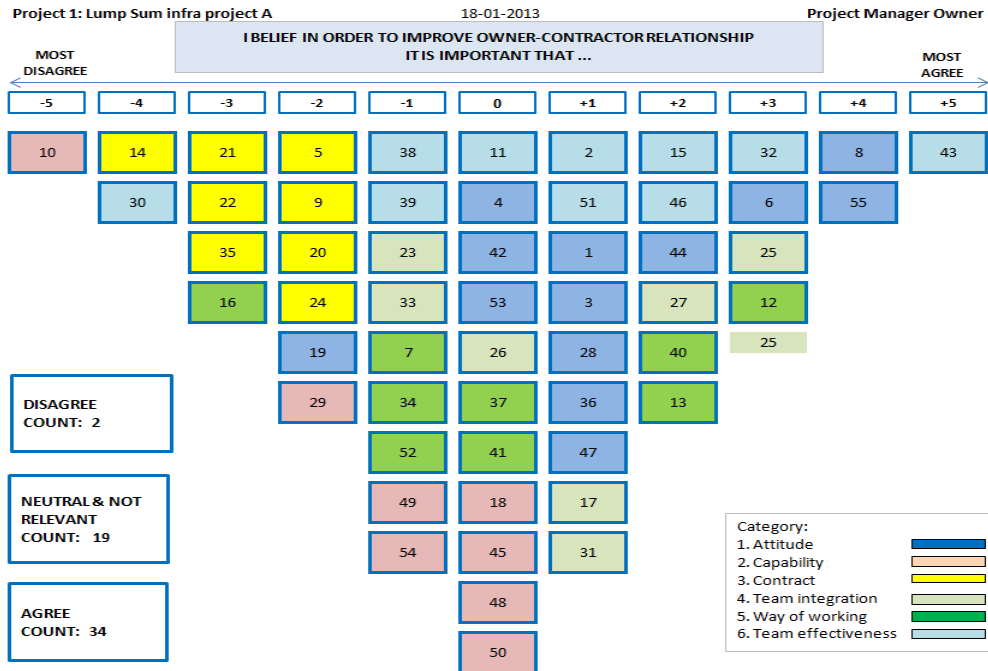 Project 1: Lump Sum infra project A 18-01-2013 Project Manager Owner
I BELIEF IN ORDER TO IMPROVE OWNER-CONTRACTOR RELATIONSHIP
IT IS IMPORTANT THAT ...
MOST
DISAGREE
MOST
AGREE
-5 -4 -3 -2 -1 0 +1 +2 +3 +4 +5
10 14 21 5 38 11 2 15 32 8 43
30 22 9 39 4 51 46 6 55
35 20 23 42 1 44 25
16 24 33 53 3 27 12
19 7 26 28 40 25
29 34 37 36 13
52 41 47
49 18 17
54 45 31
48
50
DISAGREE
COUNT: 2
NEUTRAL & NOT
RELEVANT
COUNT: 19
AGREE
COUNT: 34
Category:
1. Attitude
2. Capability
3. Contract
4. Team integration
5. Way of working
6. Team effectiveness